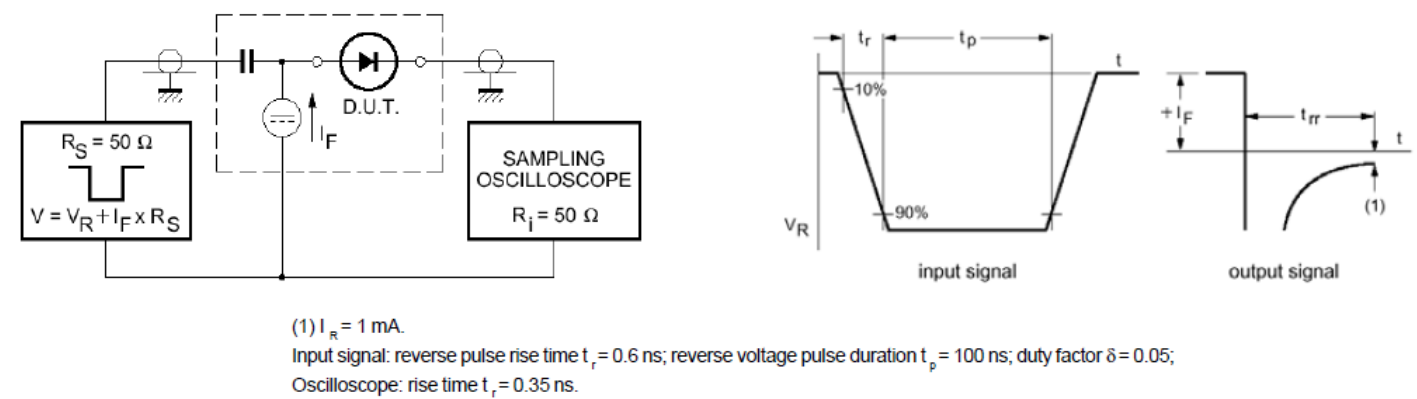 R_S = 50 Ω
V = V_R + I_F x R_S
I_F
D.U.T.
SAMPLING
OSCILLOSCOPE
R_i = 50 Ω
t_r
t_p
t
10%
90%
V_R
input signal
+I_F
t_rr
t
(1)
output signal
(1) I_R = 1 mA.
Input signal: reverse pulse rise time t_r = 0.6 ns; reverse voltage pulse duration t_p = 100 ns; duty factor δ = 0.05;
Oscilloscope: rise time t_r = 0.35 ns.